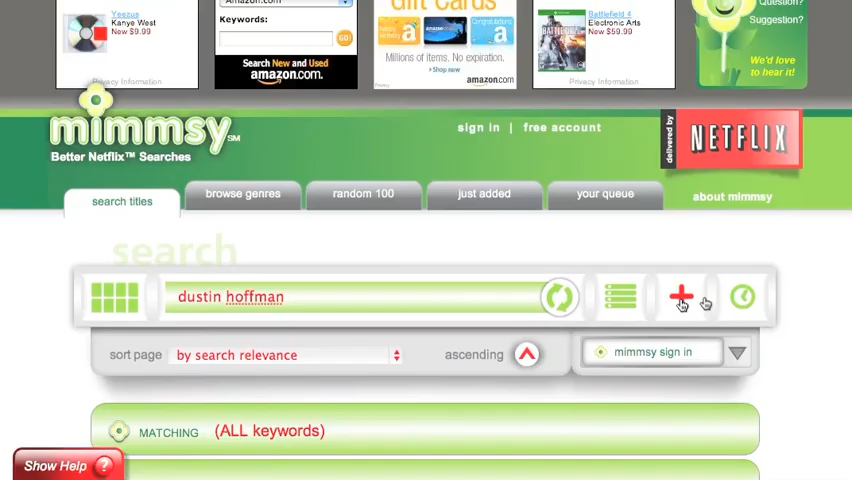 Yeezus
Kanye West
New $9.99
Privacy Information
Amazon.com
Keywords:
GO!
Search New and Used
amazon.com.
Gift Cards
Congratulations
Millions of items. No expiration.
Shop now
amazon.com
Battlefield 4
Electronic Arts
New $59.99
Privacy Information
Question?
Suggestion?
We'd love
to hear it!
mimmsy SM
Better Netflix™ Searches
sign in | free account
delivered by
NETFLIX
search titles
browse genres
random 100
just added
your queue
about mimmsy
search
dustin hoffman
sort page
by search relevance
ascending
mimmsy sign in
MATCHING (ALL keywords)
Show Help ?